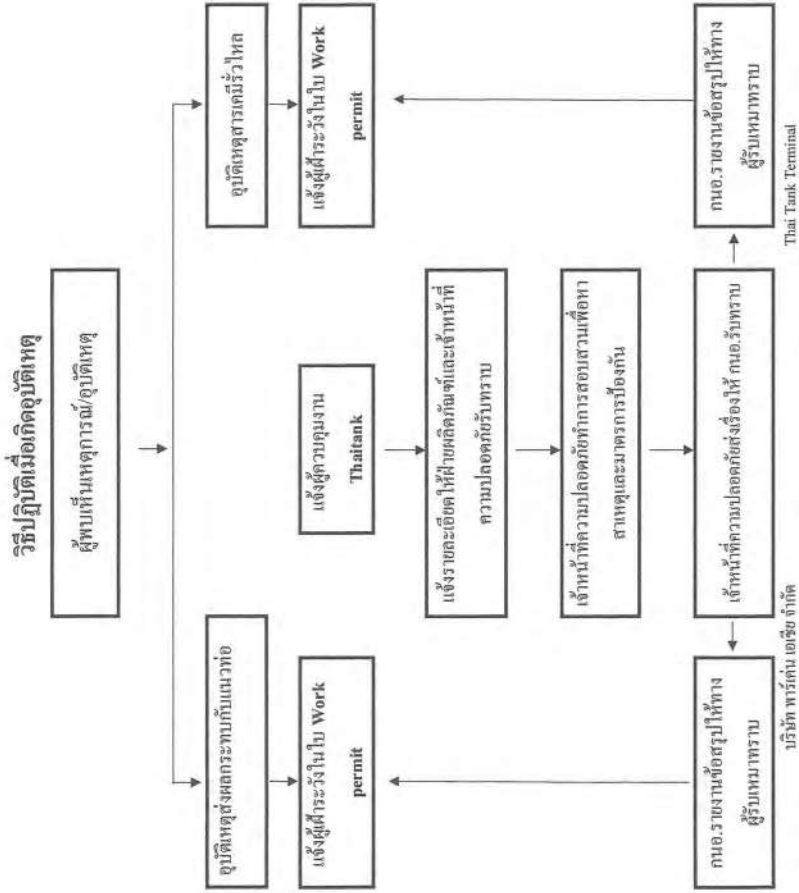 วิธีปฏิบัติเมื่อเกิดอุบัติเหตุ
ผู้พบเห็นเหตุการณ์/อุบัติเหตุ
อุบัติเหตุส่งผลกระทบกับแนวท่อ
แจ้งผู้เฝ้าระวังในใบ Work
permit
อุบัติเหตุสารเคมีรั่วไหล
แจ้งผู้เฝ้าระวังในใบ Work
permit
แจ้งผู้ควบคุมงาน
Thaitank
แจ้งรายละเอียดให้ฝ่ายผลิตภัณฑ์และเจ้าหน้าที่
ความปลอดภัยรับทราบ
เจ้าหน้าที่ความปลอดภัยทำการสอบสวนเพื่อหา
สาเหตุและมาตรการป้องกัน
เจ้าหน้าที่ความปลอดภัยส่งเรื่องให้ กนอ.รับทราบ
กนอ.รายงานข้อสรุปให้ทาง
ผู้รับเหมาทราบ
กนอ.รายงานข้อสรุปให้ทาง
ผู้รับเหมาทราบ
บริษัท พาร์เค่น เอเซีย จำกัด
Thai Tank Terminal